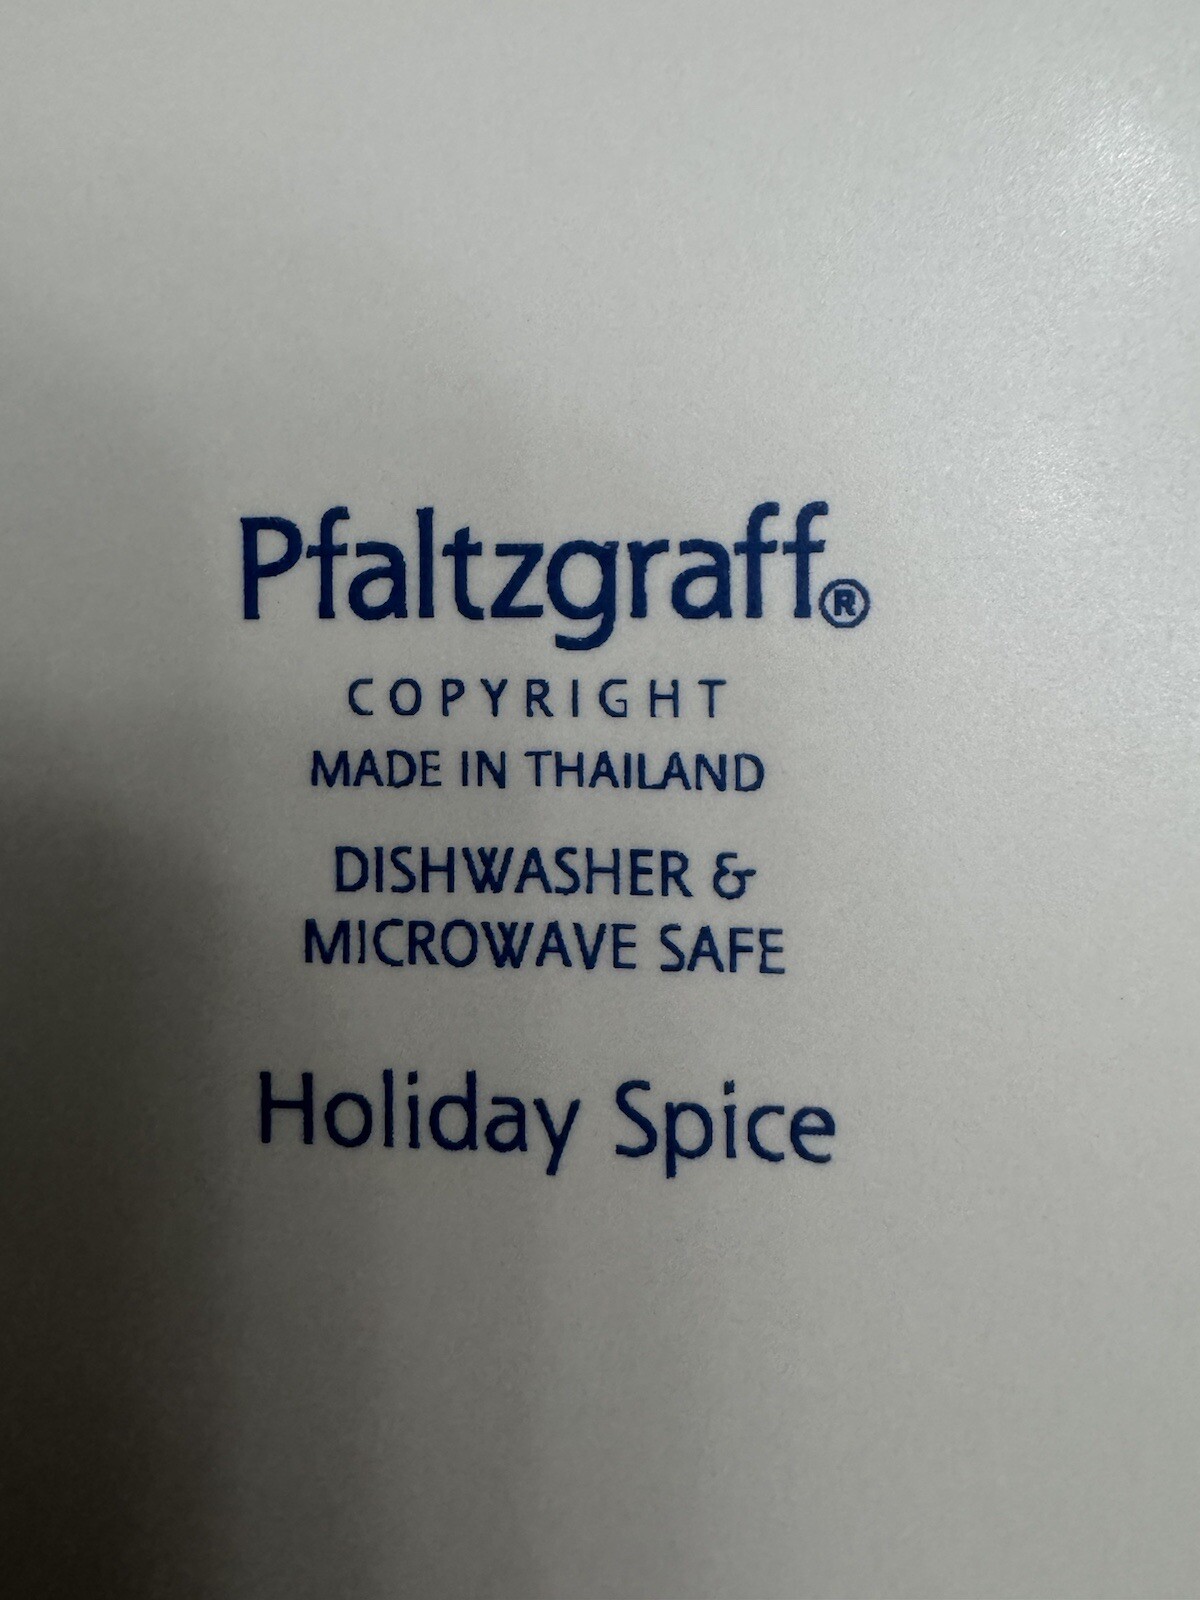 Pfaltzgraff®
COPYRIGHT
MADE IN THAILAND
DISHWASHER &
MICROWAVE SAFE
Holiday Spice